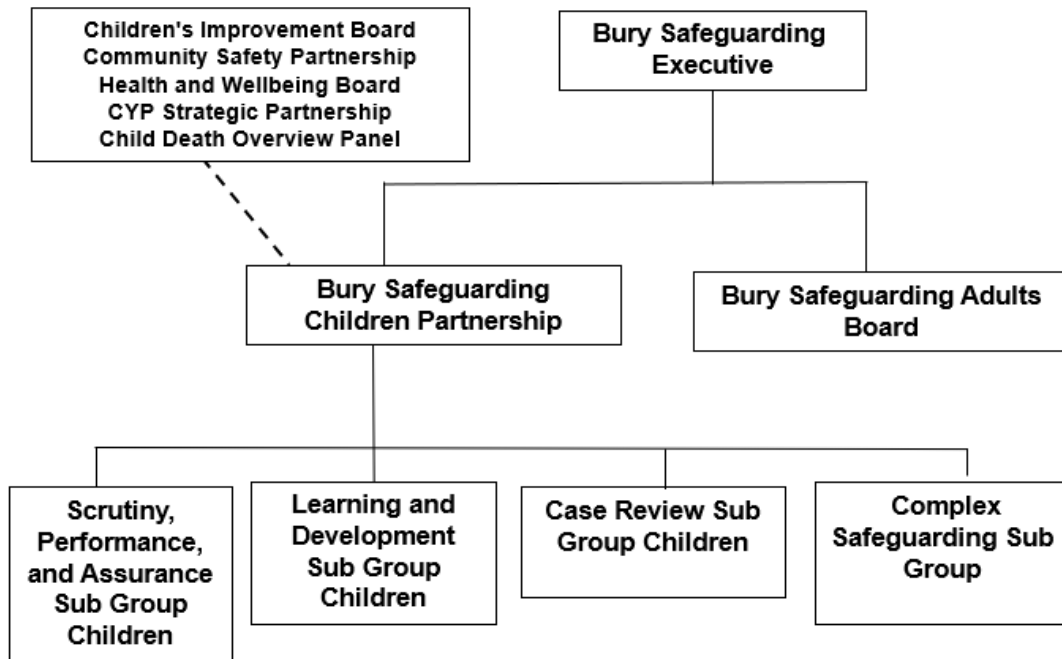 Children's Improvement Board
Community Safety Partnership
Health and Wellbeing Board
CYP Strategic Partnership
Child Death Overview Panel
Bury Safeguarding
Executive
Bury Safeguarding
Children Partnership
Bury Safeguarding Adults
Board
Scrutiny,
Performance,
and Assurance
Sub Group
Children
Learning and
Development
Sub Group
Children
Case Review Sub
Group Children
Complex
Safeguarding Sub
Group